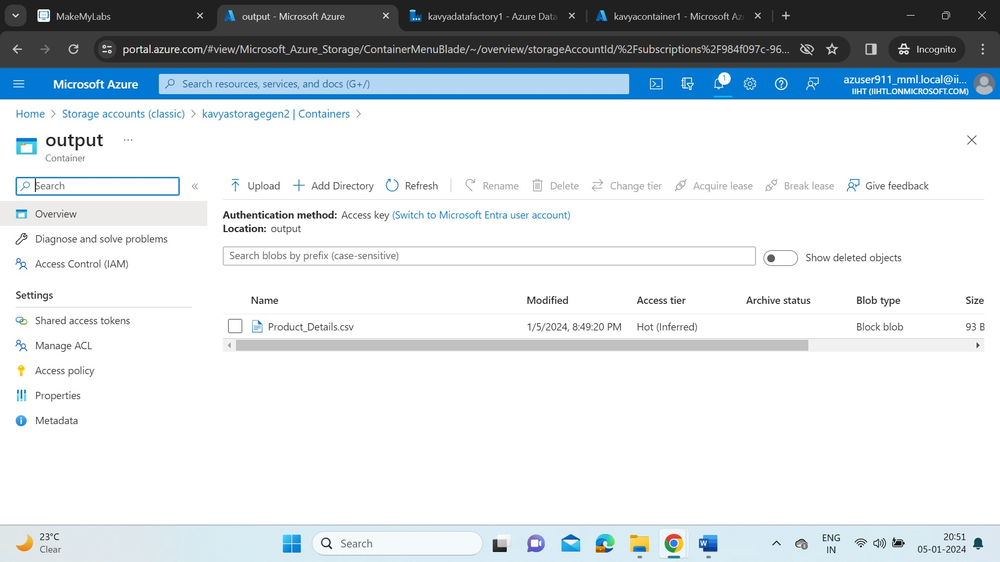 MakeMyLabs
output - Microsoft Azure
kavyadatafactory1 - Azure Data
kavyacontainer1 - Microsoft Azu
portal.azure.com/#view/Microsoft_Azure_Storage/ContainerMenuBlade/~/overview/storageAccountId/%2Fsubscriptions%2F984f097c-96...
Incognito
Microsoft Azure
Search resources, services, and docs (G+/)
1
azuser911_mml.local@ii...
IIHT (IIHTL.ONMICROSOFT.COM)
Home > Storage accounts (classic) > kavyastoragegen2 | Containers >
output ...
Container
Search
«
Upload
Add Directory
Refresh
Rename
Delete
Change tier
Acquire lease
Break lease
Give feedback
Overview
Diagnose and solve problems
Access Control (IAM)
Settings
Shared access tokens
Manage ACL
Access policy
Properties
Metadata
Authentication method: Access key (Switch to Microsoft Entra user account)
Location: output
Search blobs by prefix (case-sensitive)
Show deleted objects
Name Modified Access tier Archive status Blob type Size
Product_Details.csv 1/5/2024, 8:49:20 PM Hot (Inferred) Block blob 93 B
23°C
Clear
Search
W
ENG
IN
20:51
05-01-2024